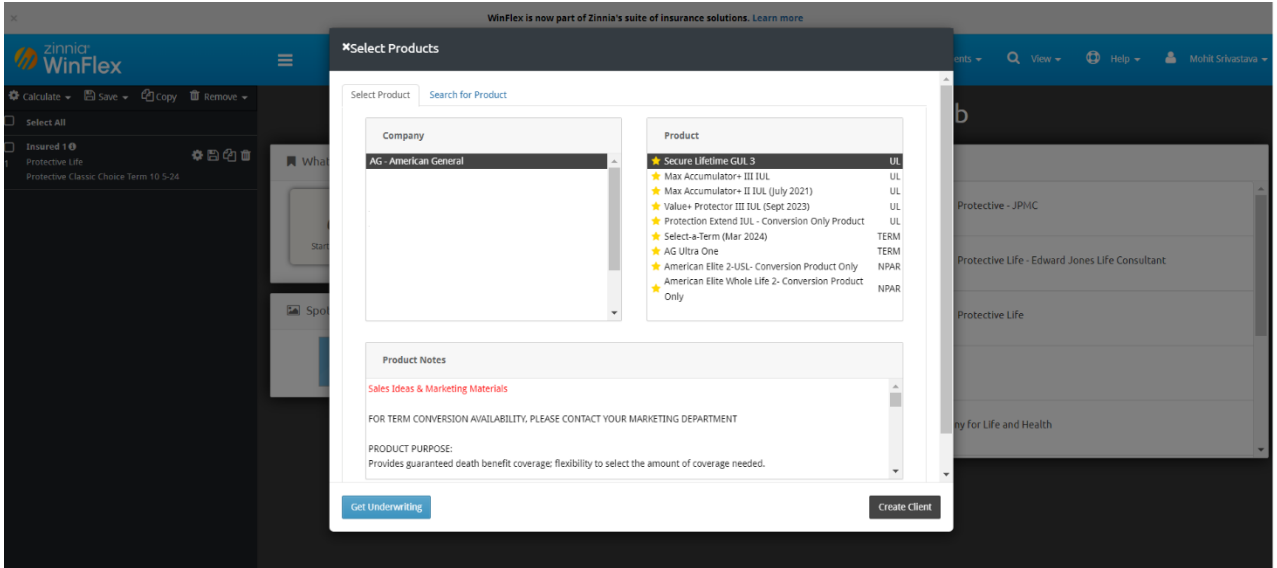 WinFlex is now part of Zinnia's suite of insurance solutions. Learn more
zinnia
WinFlex
ents
View
Help
Mohit Srivastava
Calculate
Save
Copy
Remove
Select All
Insured 1
1
Protective Life
Protective Classic Choice Term 10 5-24
What
Start
Spot
b
Protective - JPMC
Protective Life - Edward Jones Life Consultant
Protective Life
ny for Life and Health
×Select Products
Select Product
Search for Product
Company
AG - American General
Product
Secure Lifetime GUL 3 UL
Max Accumulator+ III IUL UL
Max Accumulator+ II IUL (July 2021) UL
Value+ Protector III IUL (Sept 2023) UL
Protection Extend IUL - Conversion Only Product UL
Select-a-Term (Mar 2024) TERM
AG Ultra One TERM
American Elite 2-USL- Conversion Product Only NPAR
American Elite Whole Life 2- Conversion Product NPAR
Only
Product Notes
Sales Ideas & Marketing Materials
FOR TERM CONVERSION AVAILABILITY, PLEASE CONTACT YOUR MARKETING DEPARTMENT
PRODUCT PURPOSE:
Provides guaranteed death benefit coverage; flexibility to select the amount of coverage needed.
Get Underwriting
Create Client